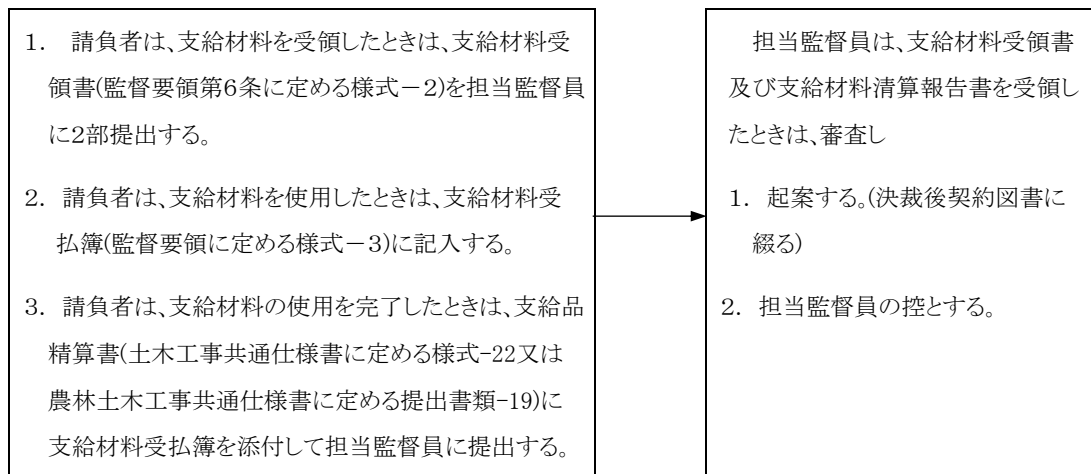 1. 請負者は、支給材料を受領したときは、支給材料受
領書(監督要領第6条に定める様式－2)を担当監督員
に2部提出する。
2. 請負者は、支給材料を使用したときは、支給材料受
払簿(監督要領に定める様式－3)に記入する。
3. 請負者は、支給材料の使用を完了したときは、支給品
精算書(土木工事共通仕様書に定める様式-22又は
農林土木工事共通仕様書に定める提出書類-19)に
支給材料受払簿を添付して担当監督員に提出する。
担当監督員は、支給材料受領書
及び支給材料清算報告書を受領し
たときは、審査し
1. 起案する。(決裁後契約図書に
綴る)
2. 担当監督員の控とする。